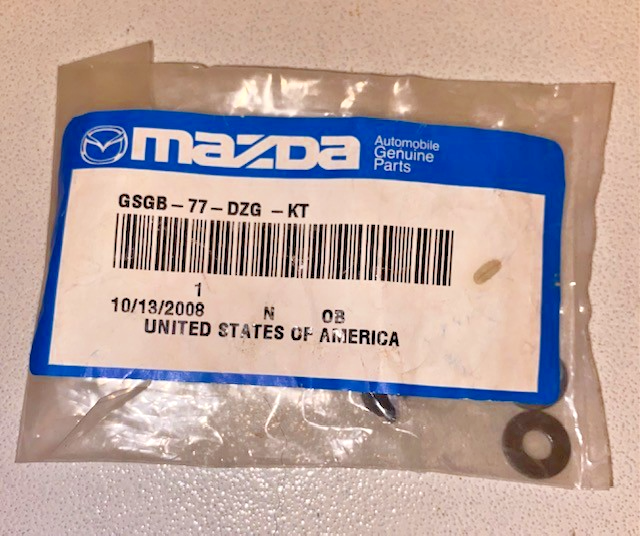 mazda
Automobile
Genuine
Parts
GSGB-77-DZG -KT
1
10/13/2008 N OB
UNITED STATES OF AMERICA